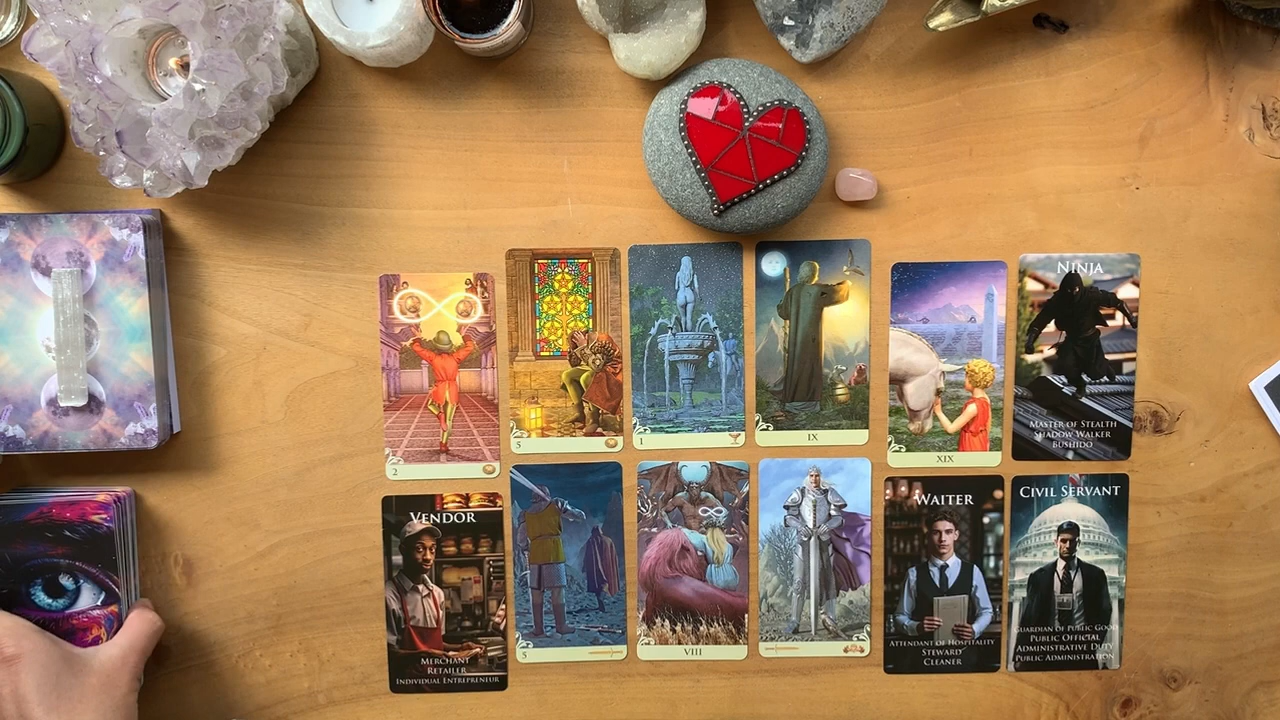 2
5
1
IX
XIX
NINJA
MASTER OF STEALTH
SHADOW WALKER
BUSHIDO
VENDOR
MERCHANT
RETAILER
INDIVIDUAL ENTREPRENEUR
5
VIII
WAITER
ATTENDANT OF HOSPITALITY
STEWARD
CLEANER
CIVIL SERVANT
GUARDIAN OF PUBLIC GOOD
PUBLIC OFFICIAL
ADMINISTRATIVE DUTY
PUBLIC ADMINISTRATION